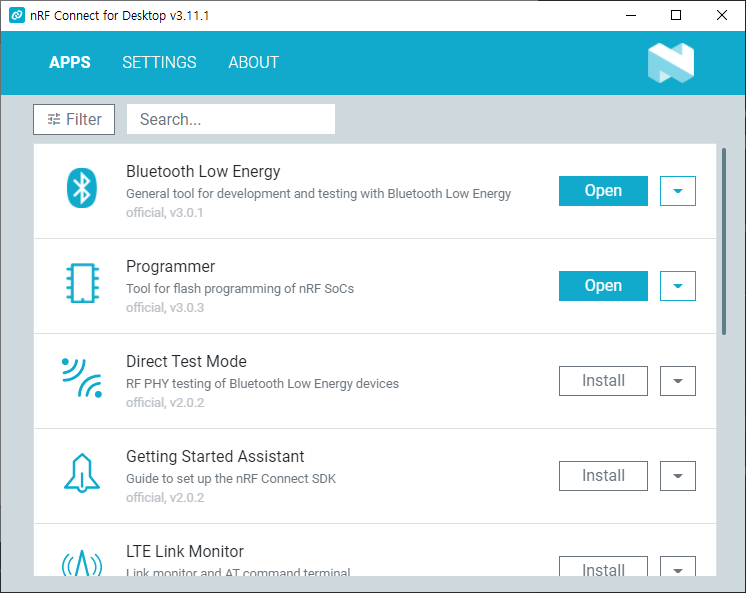 nRF Connect for Desktop v3.11.1
APPS SETTINGS ABOUT
Filter Search...
Bluetooth Low Energy
General tool for development and testing with Bluetooth Low Energy
official, v3.0.1
Open
Programmer
Tool for flash programming of nRF SoCs
official, v3.0.3
Open
Direct Test Mode
RF PHY testing of Bluetooth Low Energy devices
official, v2.0.2
Install
Getting Started Assistant
Guide to set up the nRF Connect SDK
official, v2.0.2
Install
LTE Link Monitor
Link monitor and AT command terminal
Install